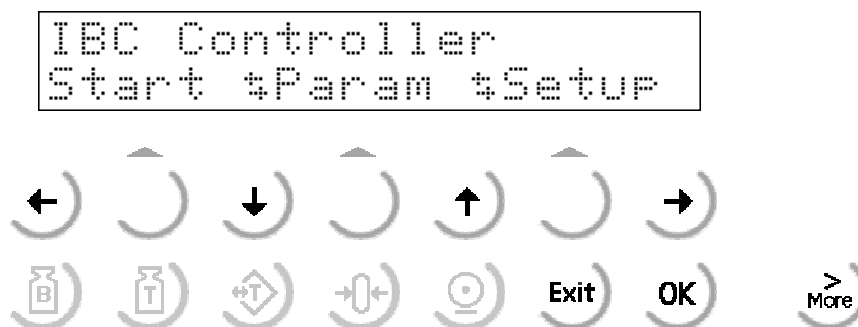 IBC Controller
Start ⇆Param ⇆Setup
← ↓ ↑ →
B T T Exit OK >
More